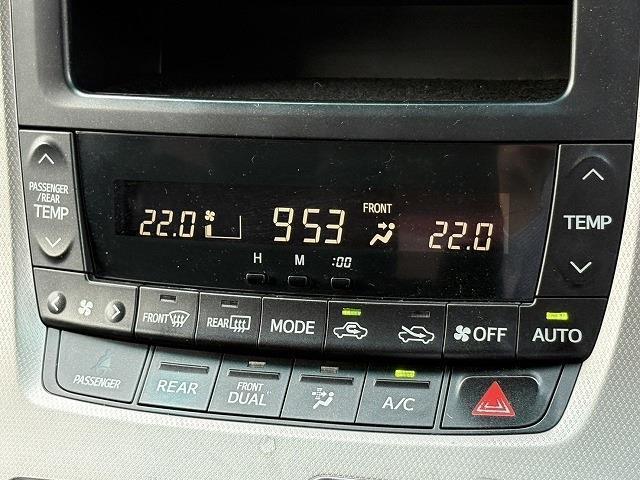 PASSENGER
/REAR
TEMP
22.0
953
FRONT
22.0
H M :00
TEMP
FRONT
REAR
MODE
OFF
AUTO
PASSENGER
REAR
FRONT
DUAL
A/C